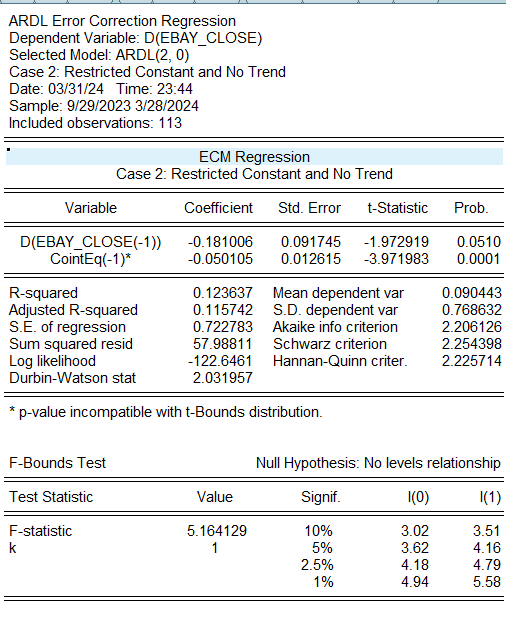 ARDL Error Correction Regression
Dependent Variable: D(EBAY_CLOSE)
Selected Model: ARDL(2, 0)
Case 2: Restricted Constant and No Trend
Date: 03/31/24 Time: 23:44
Sample: 9/29/2023 3/28/2024
Included observations: 113
ECM Regression
Case 2: Restricted Constant and No Trend
Variable Coefficient Std. Error t-Statistic Prob.
D(EBAY_CLOSE(-1)) -0.181006 0.091745 -1.972919 0.0510
CointEq(-1)* -0.050105 0.012615 -3.971983 0.0001
R-squared 0.123637 Mean dependent var 0.090443
Adjusted R-squared 0.115742 S.D. dependent var 0.768632
S.E. of regression 0.722783 Akaike info criterion 2.206126
Sum squared resid 57.98811 Schwarz criterion 2.254398
Log likelihood -122.6461 Hannan-Quinn criter. 2.225714
Durbin-Watson stat 2.031957
* p-value incompatible with t-Bounds distribution.
F-Bounds Test Null Hypothesis: No levels relationship
Test Statistic Value Signif. I(0) I(1)
F-statistic 5.164129 10% 3.02 3.51
k 1 5% 3.62 4.16
2.5% 4.18 4.79
1% 4.94 5.58